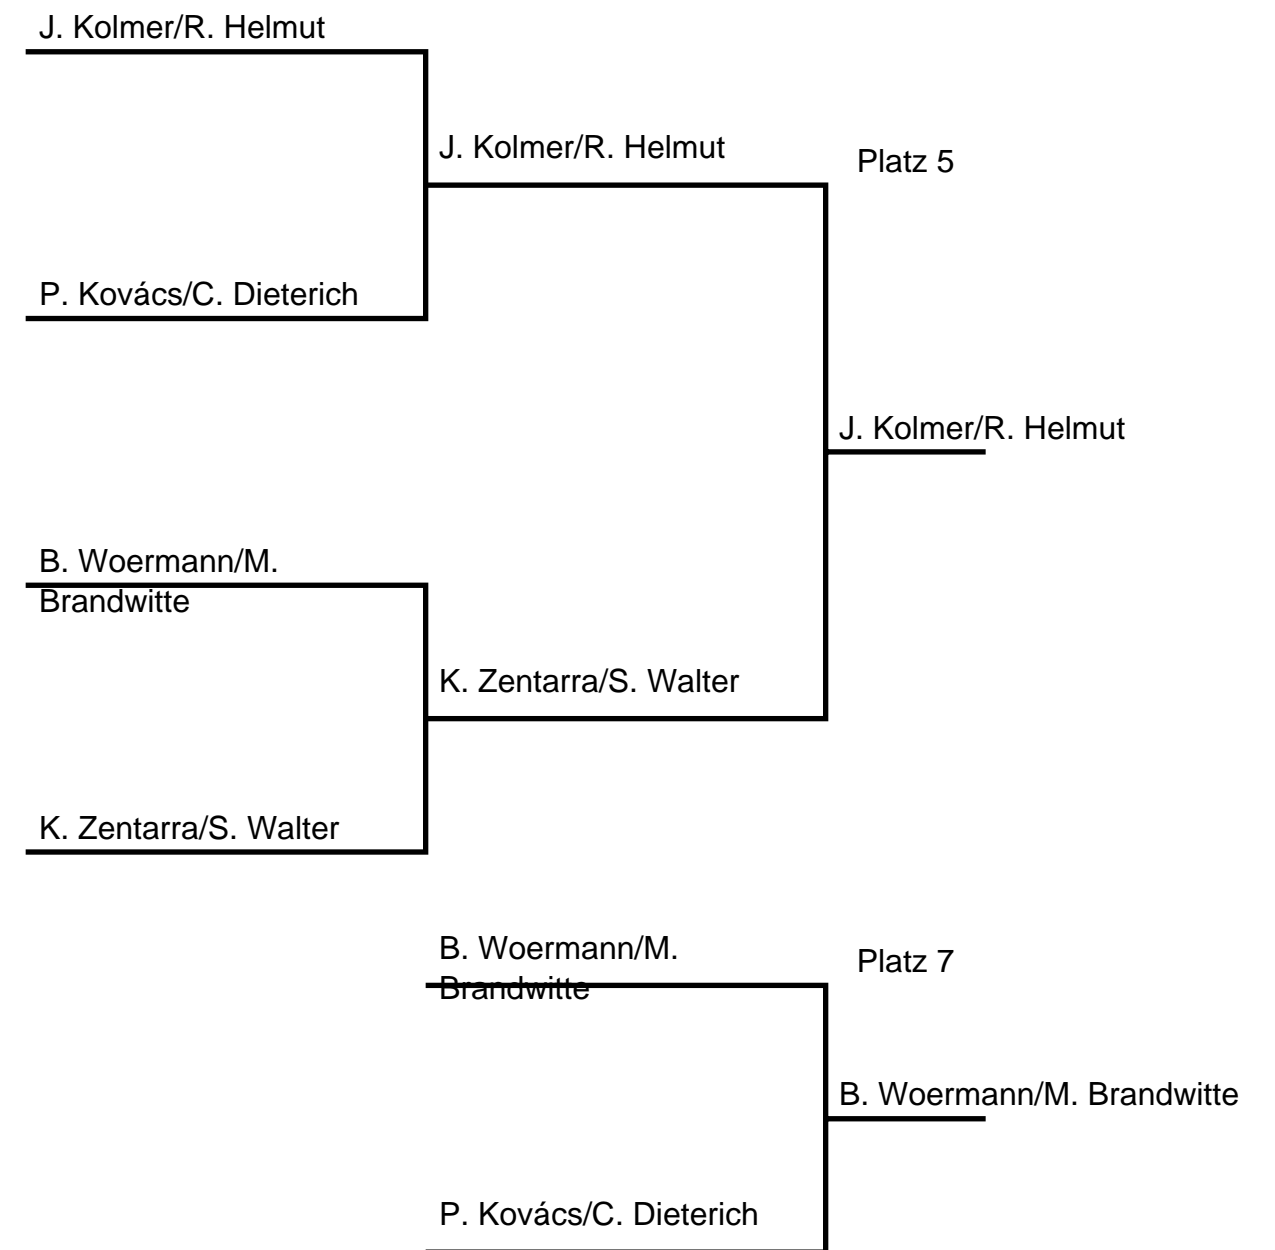 J. Kolmer/R. Helmut
J. Kolmer/R. Helmut
Platz 5
P. Kovács/C. Dieterich
J. Kolmer/R. Helmut
B. Woermann/M.
Brandwitte
K. Zentarra/S. Walter
K. Zentarra/S. Walter
B. Woermann/M.
Brandwitte
Platz 7
B. Woermann/M. Brandwitte
P. Kovács/C. Dieterich